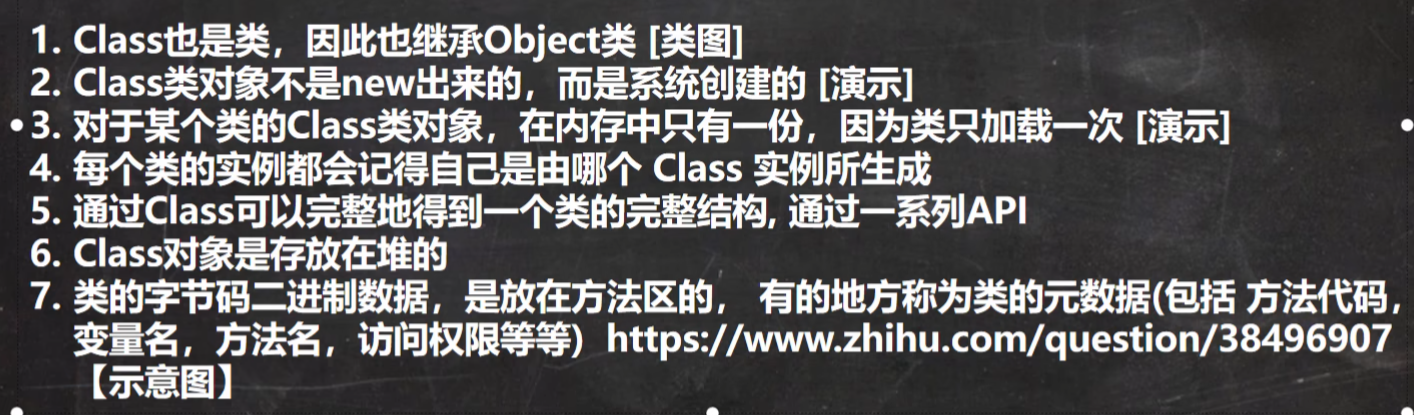 1. Class也是类，因此也继承Object类 [类图]
2. Class类对象不是new出来的，而是系统创建的 [演示]
3. 对于某个类的Class类对象，在内存中只有一份，因为类只加载一次 [演示]
4. 每个类的实例都会记得自己是由哪个 Class 实例所生成
5. 通过Class可以完整地得到一个类的完整结构, 通过一系列API
6. Class对象是存放在堆的
7. 类的字节码二进制数据，是放在方法区的， 有的地方称为类的元数据(包括 方法代码，
变量名，方法名，访问权限等等) https://www.zhihu.com/question/38496907
【示意图】